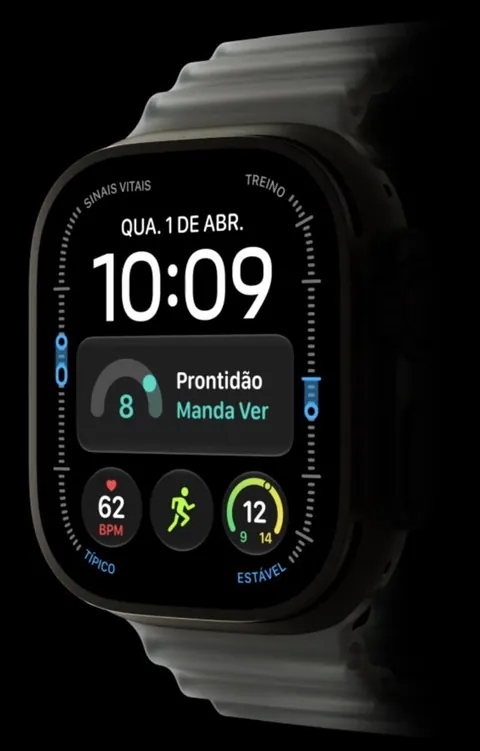 SINAIS VITAIS
TREINO
QUA. 1 DE ABR.
10:09
Prontidão
8
Manda Ver
62
BPM
12
9 14
TÍPICO
ESTÁVEL